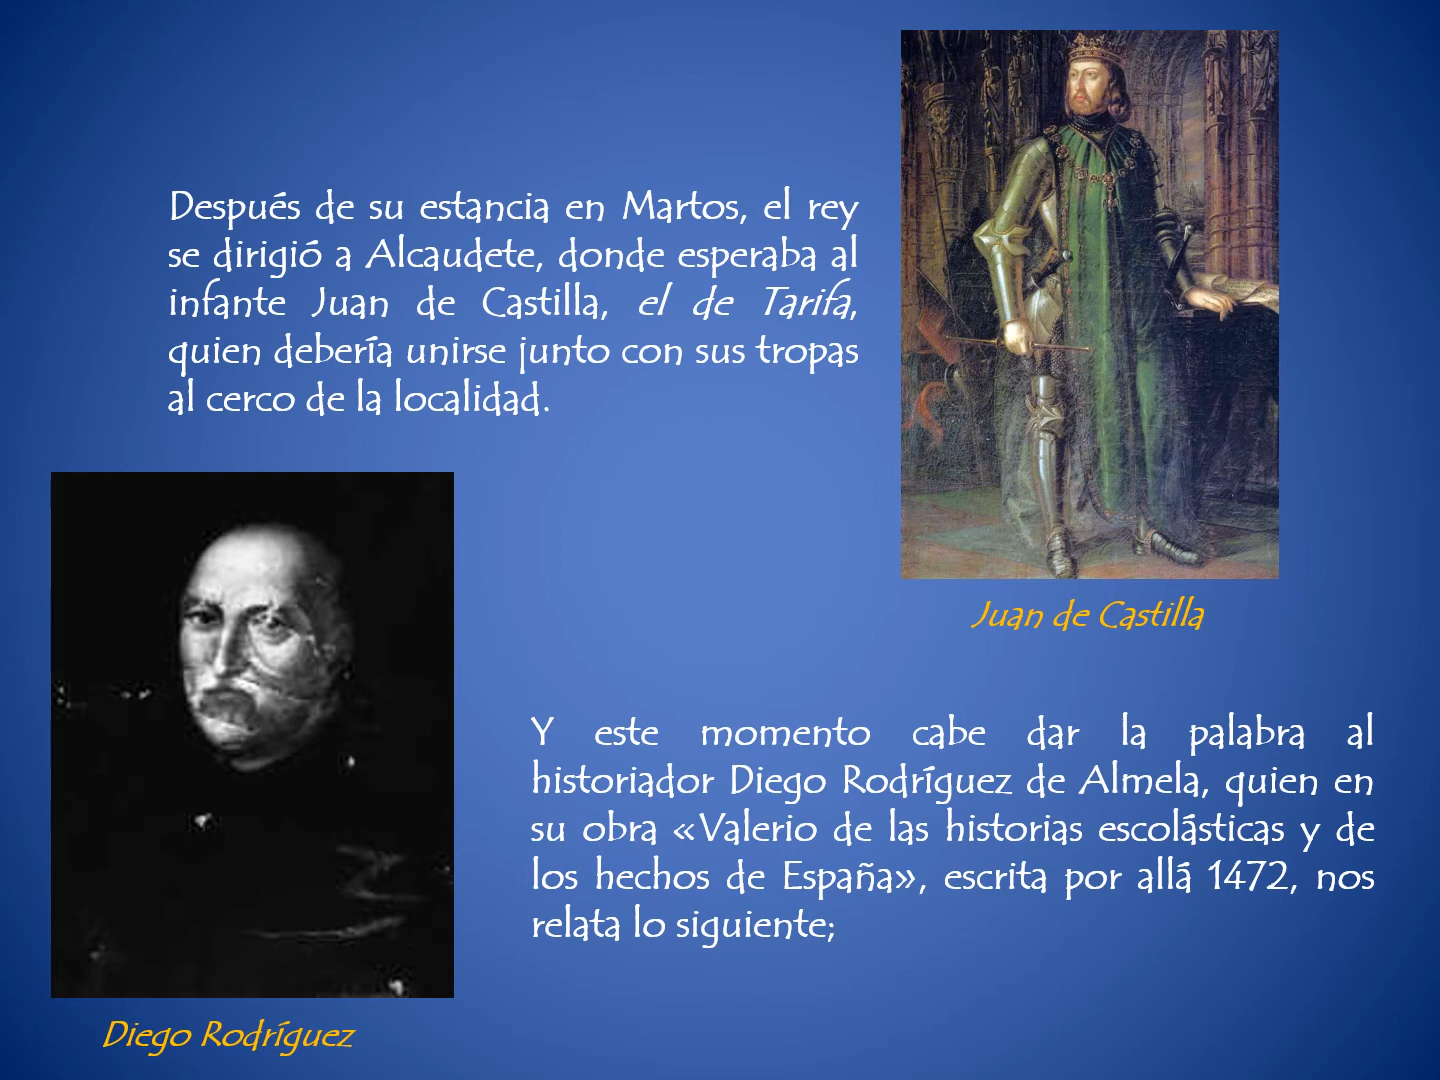 Después de su estancia en Martos, el rey
se dirigió a Alcaudete, donde esperaba al
infante Juan de Castilla, el de Tarifa,
quien debería unirse junto con sus tropas
al cerco de la localidad.
Juan de Castilla
Y este momento cabe dar la palabra al
historiador Diego Rodríguez de Almela, quien en
su obra «Valerio de las historias escolásticas y de
los hechos de España», escrita por allá 1472, nos
relata lo siguiente;
Diego Rodríguez